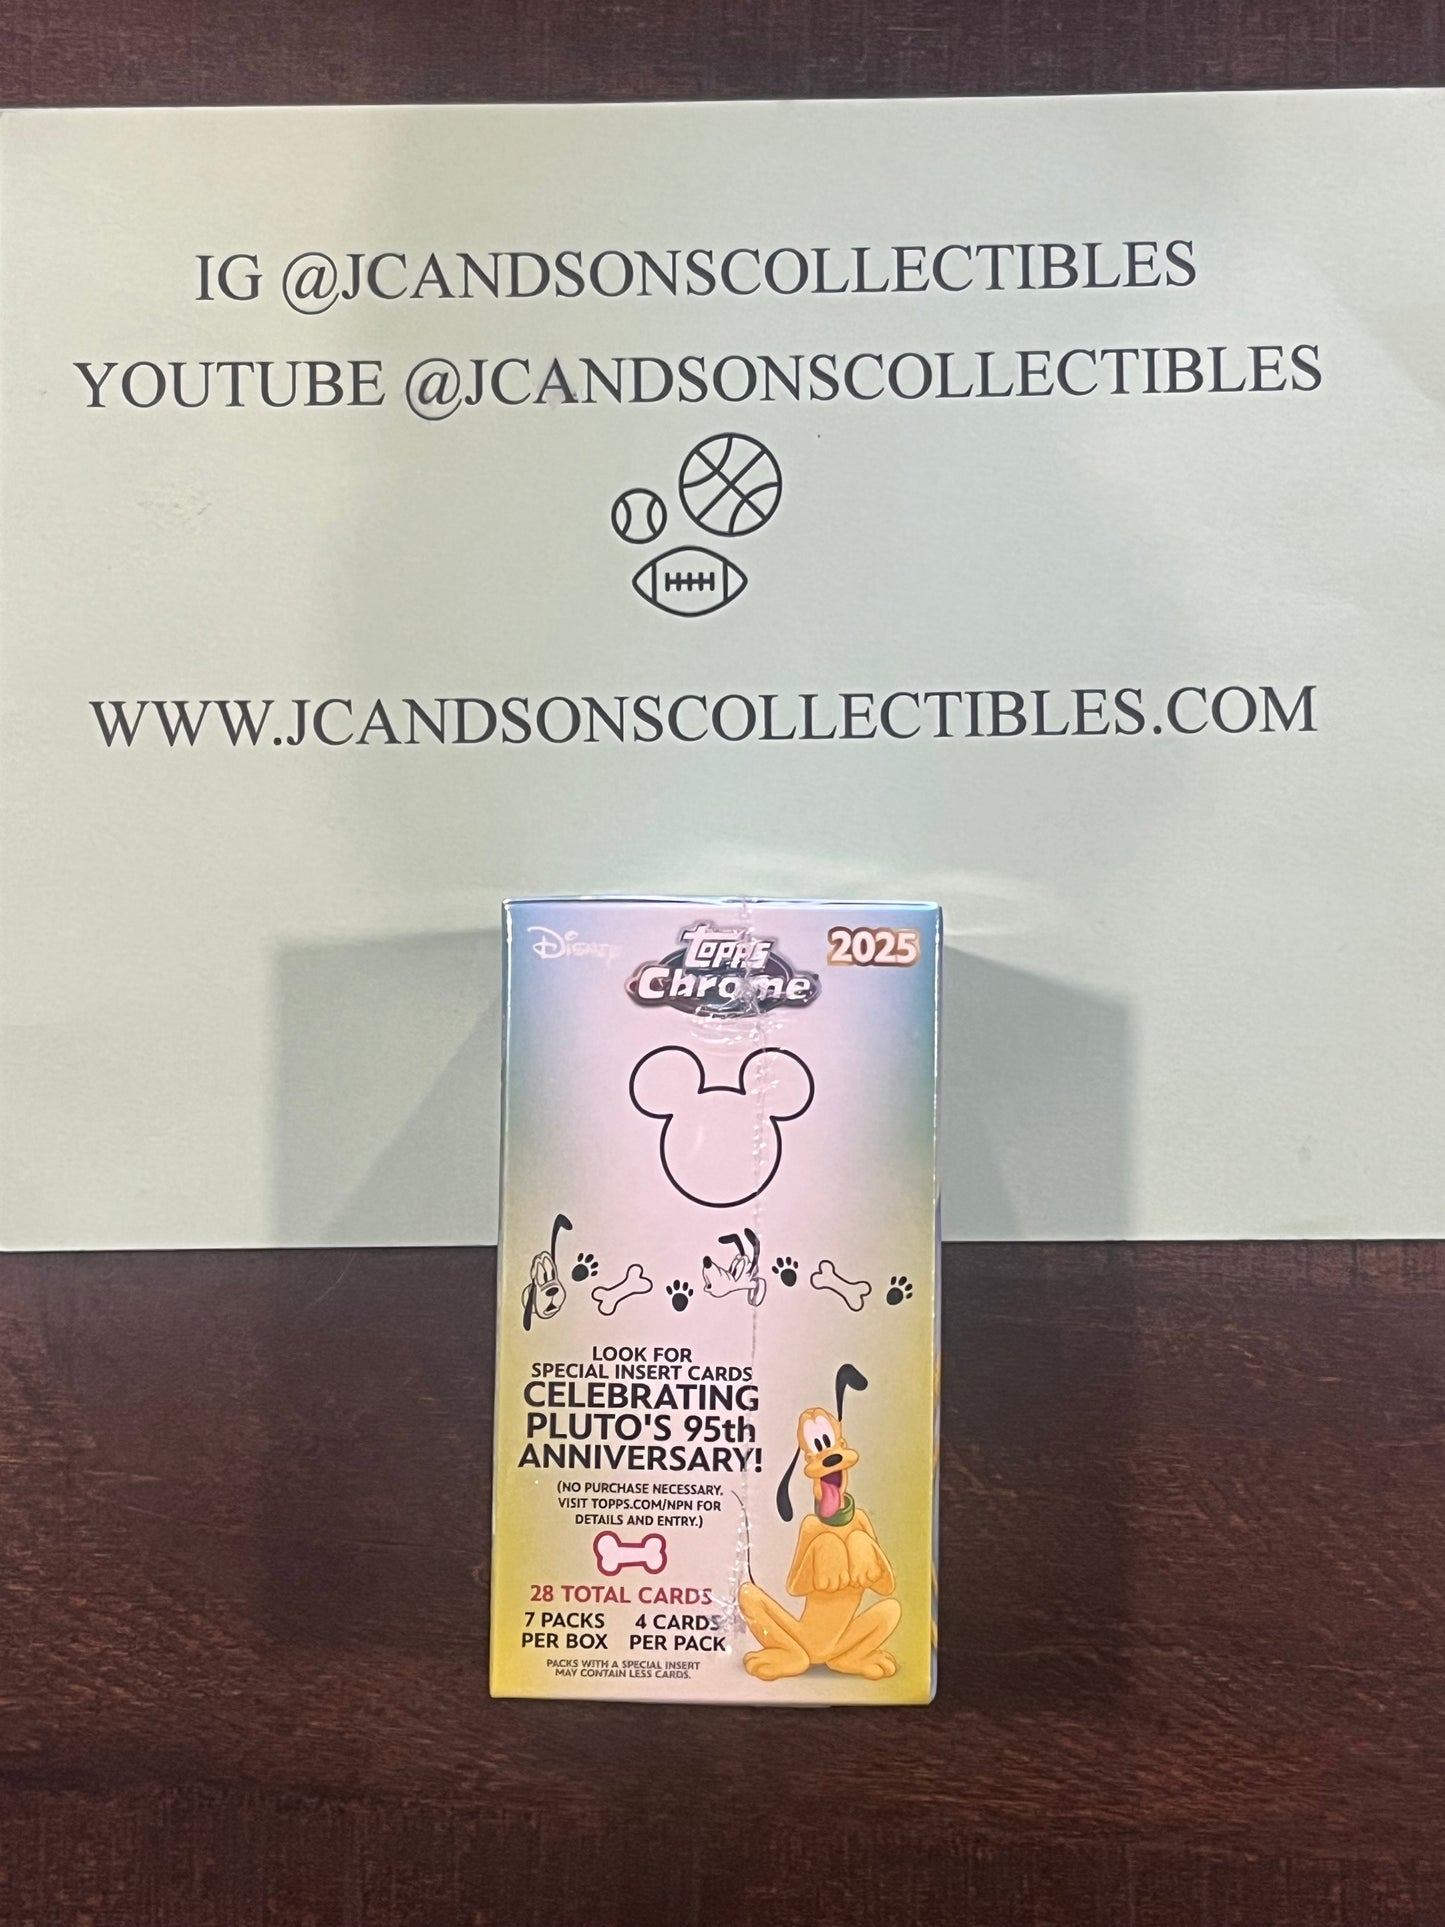 IG @JCANDSONSCOLLECTIBLES
YOUTUBE @JCANDSONSCOLLECTIBLES
WWW.JCANDSONSCOLLECTIBLES.COM
Disney
Topps
Chrome
2025
LOOK FOR
SPECIAL INSERT CARDS
CELEBRATING
PLUTO'S 95th
ANNIVERSARY!
(NO PURCHASE NECESSARY.
VISIT TOPPS.COM/NPN FOR
DETAILS AND ENTRY.)
28 TOTAL CARDS
7 PACKS 4 CARDS
PER BOX PER PACK
PACKS WITH A SPECIAL INSERT
MAY CONTAIN LESS CARDS.